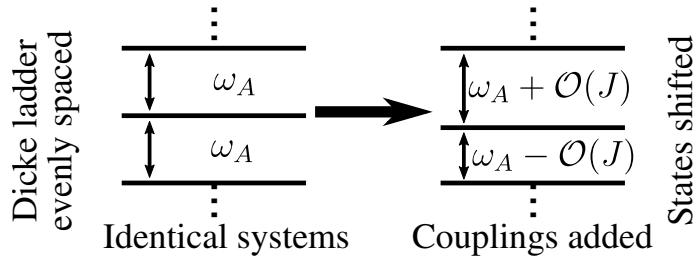 Dicke ladder
evenly spaced
ω_A
ω_A
Identical systems
ω_A + 𝒪(J)
ω_A − 𝒪(J)
Couplings added
States shifted